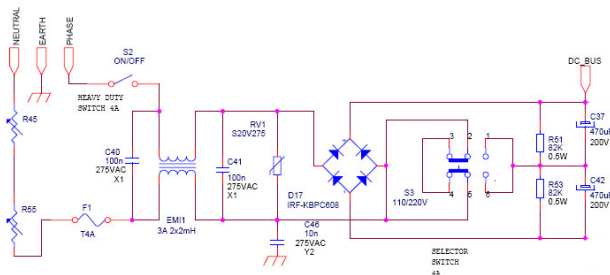 NEUTRAL
EARTH
PHASE
S2
ON/OFF
HEAVY DUTY
SWITCH 4A
R45
R55
F1
T4A
C40
100n
275VAC
X1
EMI1
3A 2x2mH
C41
100n
275VAC
X1
RV1
S20V275
D17
IRF-KBPC608
C46
10n
275VAC
Y2
3 2 1
4 5 6
S3
110/220V
SELECTOR
SWITCH
4A
DC_BUS
R51
82K
0.5W
R53
82K
0.5W
C37
470uF
200V
C42
470uF
200V